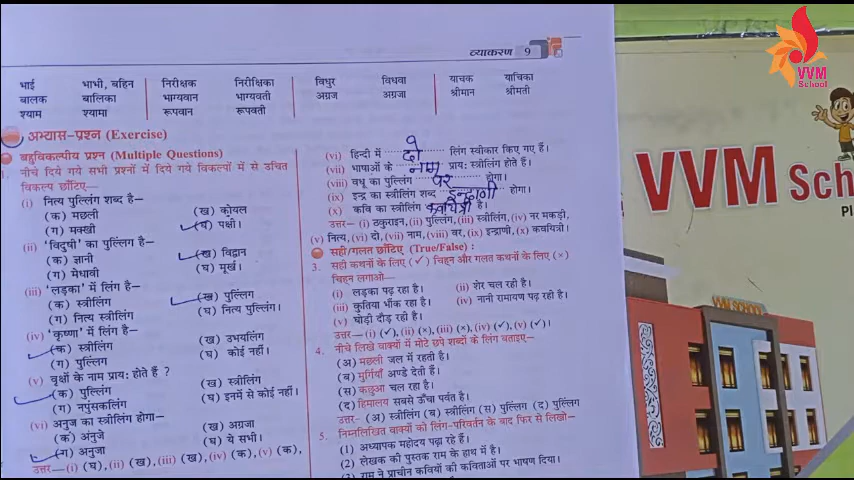 व्याकरण 9
भाई भाभी, बहिन निरीक्षक निरीक्षिका विधुर विधवा याचक याचिका
बालक बालिका भाग्यवान भाग्यवती अग्रज अग्रजा श्रीमान श्रीमती
श्याम श्यामा रूपवान रूपवती
अभ्यास-प्रश्न (Exercise)
बहुविकल्पीय प्रश्न (Multiple Questions)
1. नीचे दिये गये सभी प्रश्नों में दिये गये विकल्पों में से उचित
विकल्प छाँटिए—
(i) नित्य पुल्लिंग शब्द है-
(क) मछली (ख) कोयल
(ग) मक्खी (घ) पक्षी।
(ii) 'विदुषी' का पुल्लिंग है-
(क) ज्ञानी (ख) विद्वान
(ग) मेधावी (घ) मूर्ख।
(iii) 'लड़का' में लिंग है-
(क) स्त्रीलिंग (ख) पुल्लिंग
(ग) नित्य स्त्रीलिंग (घ) नित्य पुल्लिंग।
(iv) 'कृष्णा' में लिंग है-
(क) स्त्रीलिंग (ख) उभयलिंग
(ग) पुल्लिंग (घ) कोई नहीं।
(v) वृक्षों के नाम प्राय: होते हैं ?
(क) पुल्लिंग (ख) स्त्रीलिंग
(ग) नपुंसकलिंग (घ) इनमें से कोई नहीं।
(vi) अनुज का स्त्रीलिंग होगा-
(क) अंनुजे (ख) अग्रजा
(ग) अनुजा (घ) ये सभी।
उत्तर—(i) (घ), (ii) (ख), (iii) (ख), (iv) (क), (v) (क),
(vi) हिन्दी में दो लिंग स्वीकार किए गए हैं।
(vii) भाषाओं के नाम प्राय: स्त्रीलिंग होते हैं।
(viii) वधू का पुल्लिंग वर होगा।
(ix) इन्द्र का स्त्रीलिंग शब्द इन्द्राणी होगा।
(x) कवि का स्त्रीलिंग कवयित्री है।
उत्तर— (i) ठकुराइन, (ii) पुल्लिंग, (iii) स्त्रीलिंग, (iv) नर मकड़ी,
(v) नित्य, (vi) दो, (vii) नाम, (viii) वर, (ix) इन्द्राणी, (x) कवयित्री।
सही/गलत छाँटिए (True/False) :
3. सही कथनों के लिए (✓) चिह्न और गलत कथनों के लिए (×)
चिह्न लगाओ-
(i) लड़का पढ़ रहा है। (ii) शेर चल रही है।
(iii) कुतिया भौंक रहा है। (iv) नानी रामायण पढ़ रही है।
(v) घोड़ी दौड़ रही है।
उत्तर— (i) (✓), (ii) (×), (iii) (×), (iv) (✓), (v) (✓)।
4. नीचे लिखे वाक्यों में मोटे छपे शब्दों के लिंग बताइए-
(अ) मछली जल में रहती है।
(ब) मुर्गियाँ अण्डे देती हैं।
(स) कछुआ चल रहा है।
(द) हिमालय सबसे ऊँचा पर्वत है।
उत्तर- (अ) स्त्रीलिंग (ब) स्त्रीलिंग (स) पुल्लिंग (द) पुल्लिंग
5. निम्नलिखित वाक्यों को लिंग-परिवर्तन के बाद फिर से लिखो-
(1) अध्यापक महोदय पढ़ा रहे हैं।
(2) लेखक की पुस्तक राम के हाथ में है।
(3) राम ने प्राचीन कवियों की कविताओं पर भाषण दिया।
VVM
School
VVM Sch
Pl
VVM SCHOOL